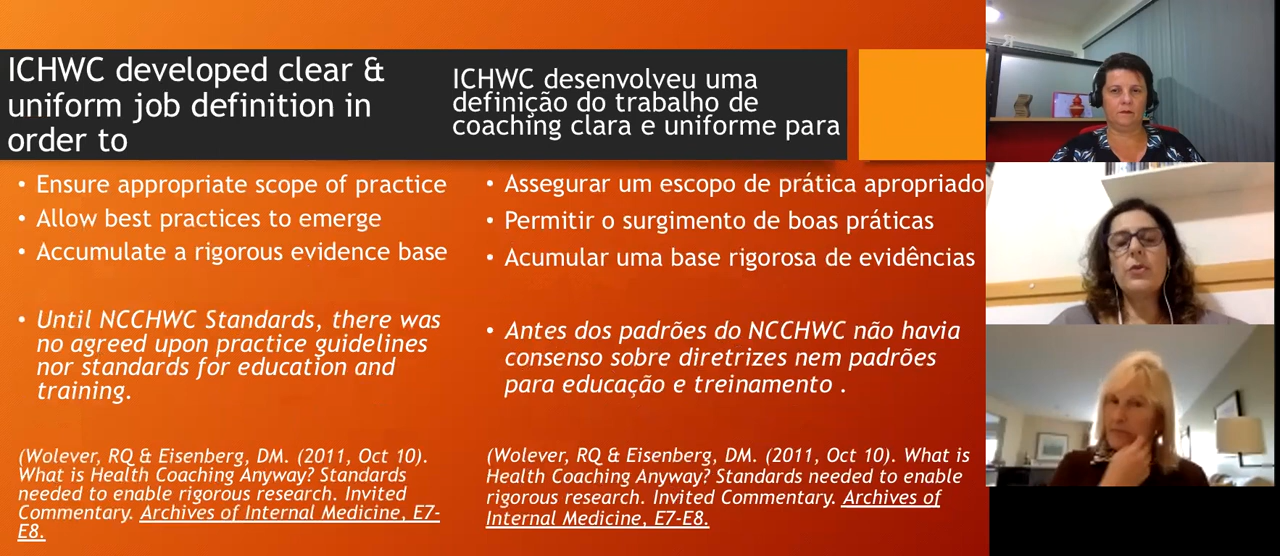 ICHWC developed clear &
uniform job definition in
order to
ICHWC desenvolveu uma
definição do trabalho de
coaching clara e uniforme para
• Ensure appropriate scope of practice
• Allow best practices to emerge
• Accumulate a rigorous evidence base
• Until NCCHWC Standards, there was
no agreed upon practice guidelines
nor standards for education and
training.
(Wolever, RQ & Eisenberg, DM. (2011, Oct 10).
What is Health Coaching Anyway? Standards
needed to enable rigorous research. Invited
Commentary. Archives of Internal Medicine, E7-
E8.
• Assegurar um escopo de prática apropriado
• Permitir o surgimento de boas práticas
• Acumular uma base rigorosa de evidências
• Antes dos padrões do NCCHWC não havia
consenso sobre diretrizes nem padrões
para educação e treinamento .
(Wolever, RQ & Eisenberg, DM. (2011, Oct 10). What is
Health Coaching Anyway? Standards needed to enable
rigorous research. Invited Commentary. Archives of
Internal Medicine, E7-E8.